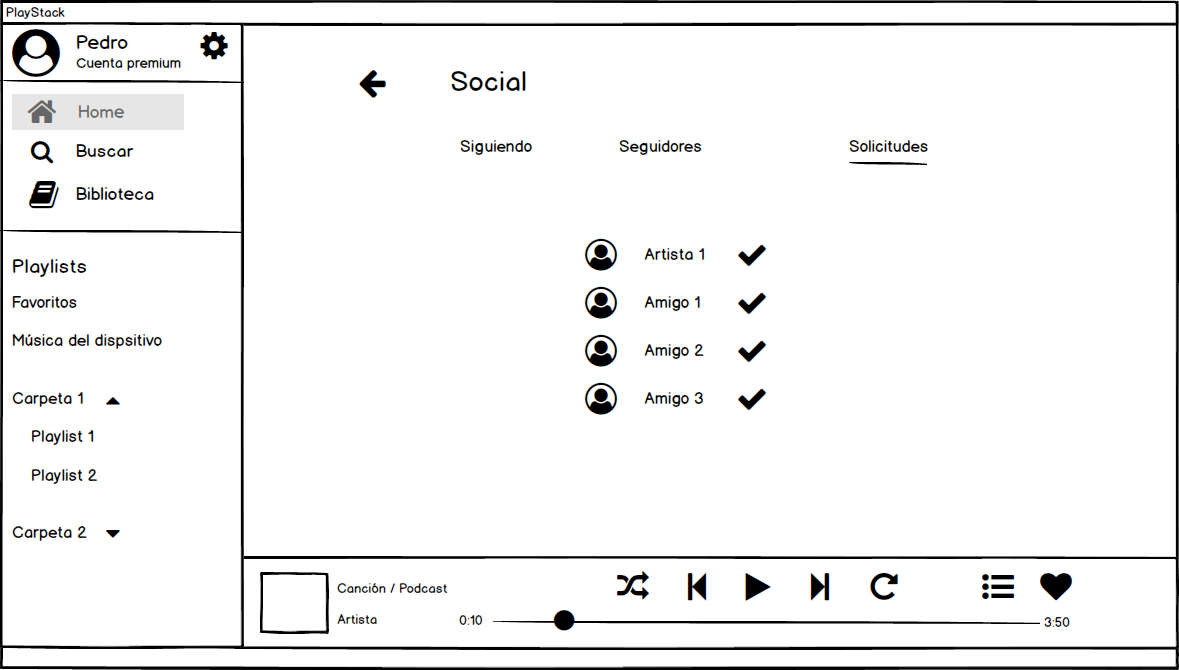 PlayStack
Pedro
Cuenta premium
Home
Buscar
Biblioteca
Playlists
Favoritos
Música del dispsitivo
Carpeta 1
Playlist 1
Playlist 2
Carpeta 2
Social
Siguiendo Seguidores Solicitudes
Artista 1
Amigo 1
Amigo 2
Amigo 3
Canción / Podcast
Artista
0:10
3:50